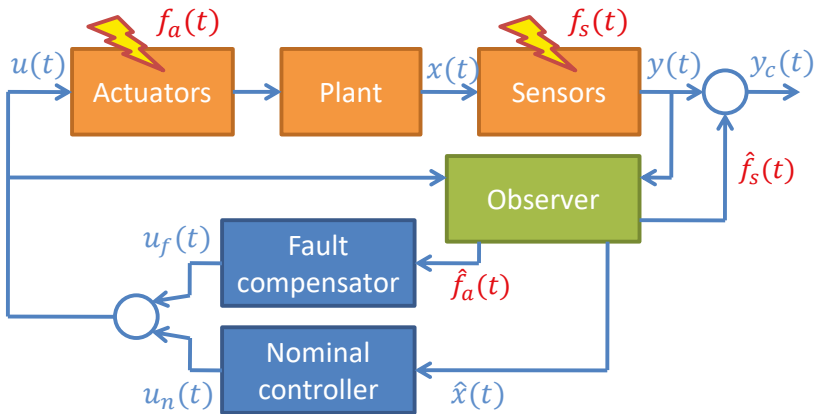 f_a(t)
f_s(t)
u(t)
x(t)
y(t)
y_c(t)
Actuators
Plant
Sensors
f̂_s(t)
Observer
u_f(t)
Fault
compensator
f̂_a(t)
Nominal
controller
u_n(t)
x̂(t)